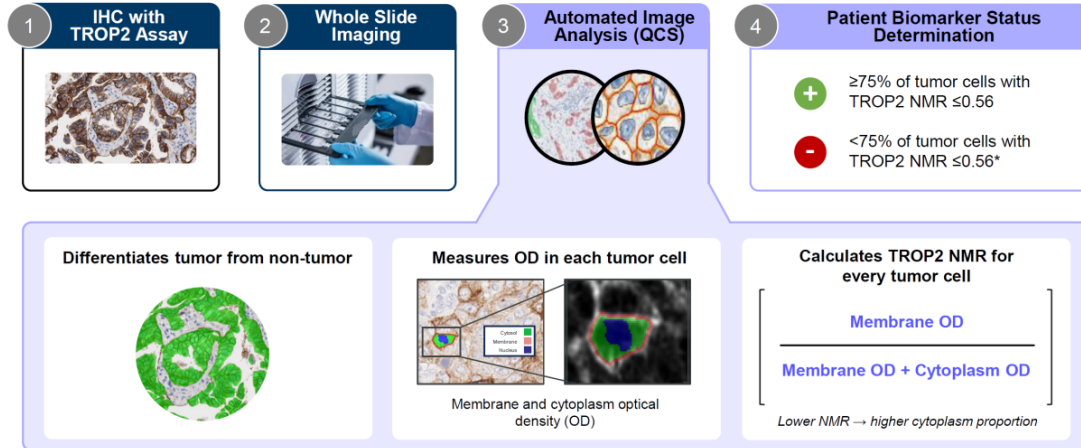 1
IHC with
TROP2 Assay
2
Whole Slide
Imaging
3
Automated Image
Analysis (QCS)
4
Patient Biomarker Status
Determination
+
≥75% of tumor cells with
TROP2 NMR ≤0.56
-
<75% of tumor cells with
TROP2 NMR ≤0.56*
Differentiates tumor from non-tumor
Measures OD in each tumor cell
Cytosol
Membrane
Nucleus
Membrane and cytoplasm optical
density (OD)
Calculates TROP2 NMR for
every tumor cell
Membrane OD
Membrane OD + Cytoplasm OD
Lower NMR → higher cytoplasm proportion